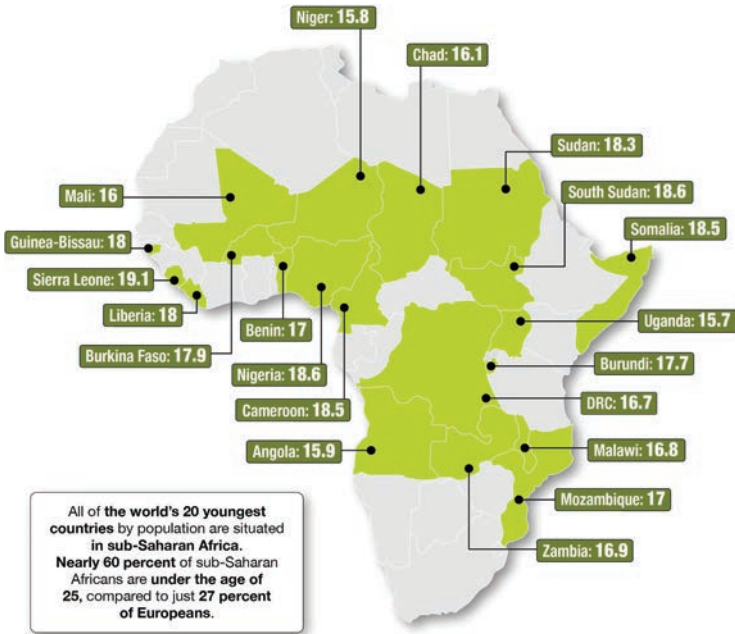 Niger: 15.8
Chad: 16.1
Sudan: 18.3
Mali: 16
South Sudan: 18.6
Guinea-Bissau: 18
Somalia: 18.5
Sierra Leone: 19.1
Liberia: 18
Benin: 17
Uganda: 15.7
Burkina Faso: 17.9
Burundi: 17.7
Nigeria: 18.6
DRC: 16.7
Cameroon: 18.5
Angola: 15.9
Malawi: 16.8
Mozambique: 17
Zambia: 16.9
All of the world's 20 youngest
countries by population are situated
in sub-Saharan Africa.
Nearly 60 percent of sub-Saharan
Africans are under the age of
25, compared to just 27 percent
of Europeans.